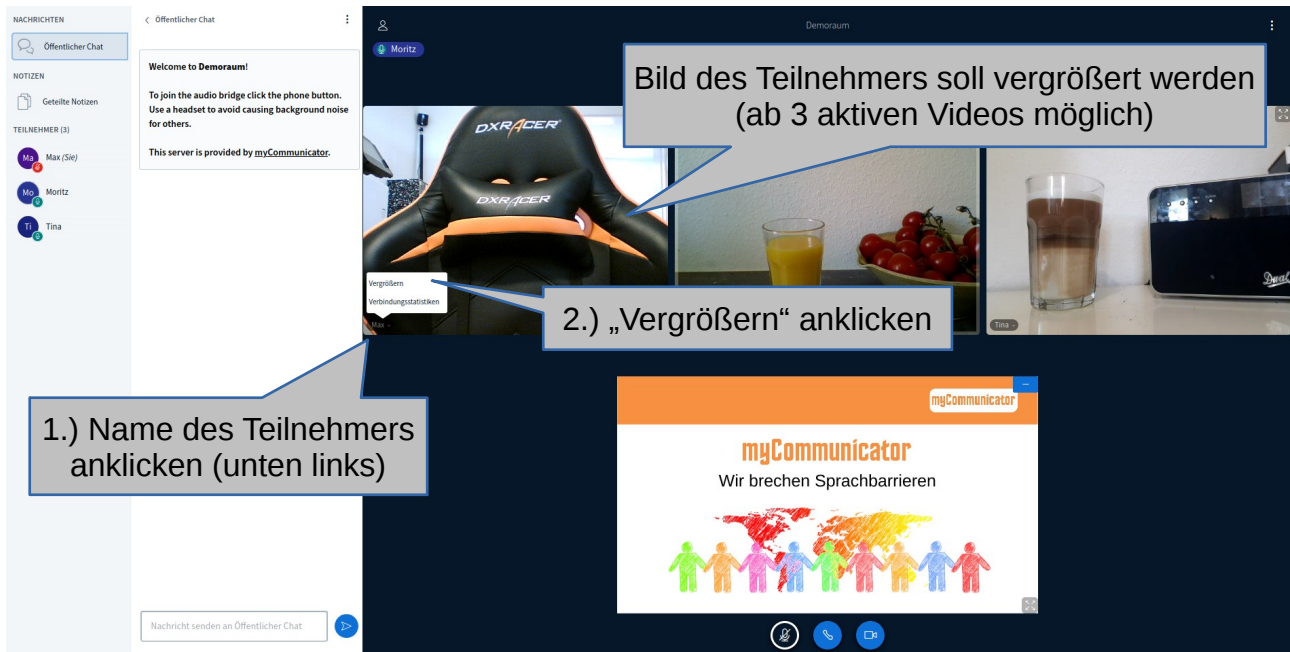 NACHRICHTEN
Öffentlicher Chat
NOTIZEN
Geteilte Notizen
TEILNEHMER (3)
Ma
Max (Sie)
Mo
Moritz
Ti
Tina
Öffentlicher Chat
Welcome to Demoraum!
To join the audio bridge click the phone button.
Use a headset to avoid causing background noise
for others.
This server is provided by myCommunicator.
Nachricht senden an Öffentlicher Chat
Demoraum
Moritz
Bild des Teilnehmers soll vergrößert werden
(ab 3 aktiven Videos möglich)
DXRACER
DXRACER
Vergrößern
Verbindungsstatistiken
Max
2.) „Vergrößern“ anklicken
Dual
Tina
1.) Name des Teilnehmers
anklicken (unten links)
myCommunicator
myCommunicator
Wir brechen Sprachbarrieren